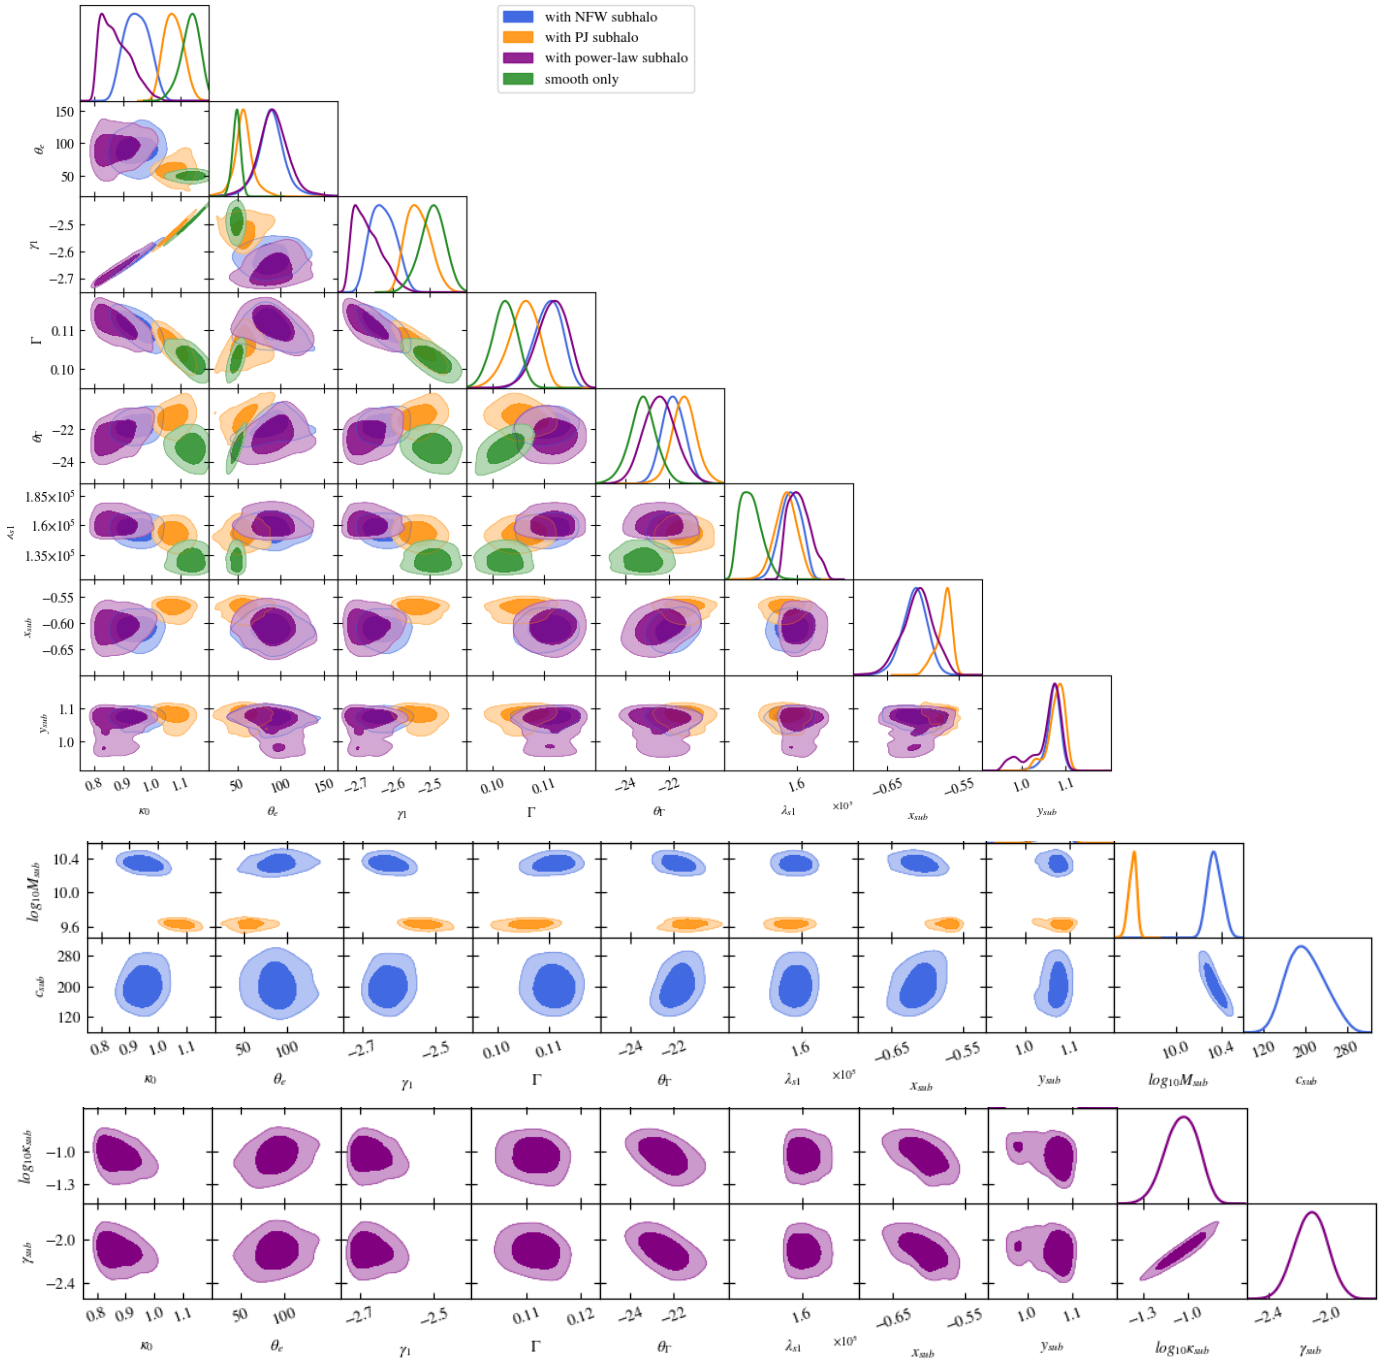 with NFW subhalo
with PJ subhalo
with power-law subhalo
smooth only
150
100
50
θe
−2.5
−2.6
−2.7
γ1
0.11
0.10
Γ
−22
−24
θΓ
1.85×10⁵
1.6×10⁵
1.35×10⁵
λs1
−0.55
−0.60
−0.65
xsub
1.1
1.0
ysub
0.8 0.9 1.0 1.1 50 100 150 −2.7 −2.6 −2.5 0.10 0.11 −24 −22 1.6 ×10⁵ −0.65 −0.55 1.0 1.1
κ0 θe γ1 Γ θΓ λs1 xsub ysub
10.4
10.0
9.6
log10Msub
280
200
120
csub
0.8 0.9 1.0 1.1 50 100 −2.7 −2.5 0.10 0.11 −24 −22 1.6 ×10⁵ −0.65 −0.55 1.0 1.1 10.0 10.4 120 200 280
κ0 θe γ1 Γ θΓ λs1 xsub ysub log10Msub csub
−1.0
−1.3
log10κsub
−2.0
−2.4
γsub
0.8 0.9 1.0 1.1 50 100 −2.7 −2.5 0.11 0.12 −24 −22 1.6 ×10⁵ −0.65 −0.55 1.0 1.1 −1.3 −1.0 −2.4 −2.0
κ0 θe γ1 Γ θΓ λs1 xsub ysub log10κsub γsub